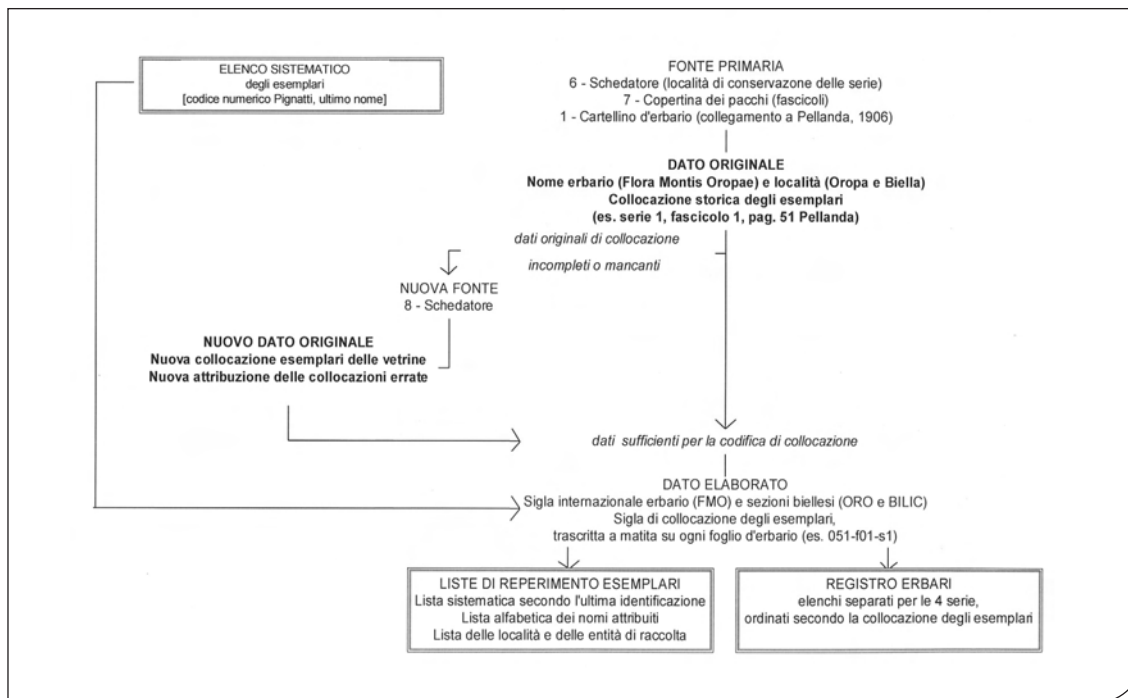 ELENCO SISTEMATICO
degli esemplari
[codice numerico Pignatti, ultimo nome]
FONTE PRIMARIA
6 - Schedatore (località di conservazone delle serie)
7 - Copertina dei pacchi (fascicoli)
1 - Cartellino d'erbario (collegamento a Pellanda, 1906)
DATO ORIGINALE
Nome erbario (Flora Montis Oropae) e località (Oropa e Biella)
Collocazione storica degli esemplari
(es. serie 1, fascicolo 1, pag. 51 Pellanda)
dati originali di collocazione
incompleti o mancanti
NUOVA FONTE
8 - Schedatore
NUOVO DATO ORIGINALE
Nuova collocazione esemplari delle vetrine
Nuova attribuzione delle collocazioni errate
dati sufficienti per la codifica di collocazione
DATO ELABORATO
Sigla internazionale erbario (FMO) e sezioni biellesi (ORO e BILIC)
Sigla di collocazione degli esemplari,
trascritta a matita su ogni foglio d'erbario (es. 051-f01-s1)
LISTE DI REPERIMENTO ESEMPLARI
Lista sistematica secondo l'ultima identificazione
Lista alfabetica dei nomi attribuiti
Lista delle località e delle entità di raccolta
REGISTRO ERBARI
elenchi separati per le 4 serie,
ordinati secondo la collocazione degli esemplari